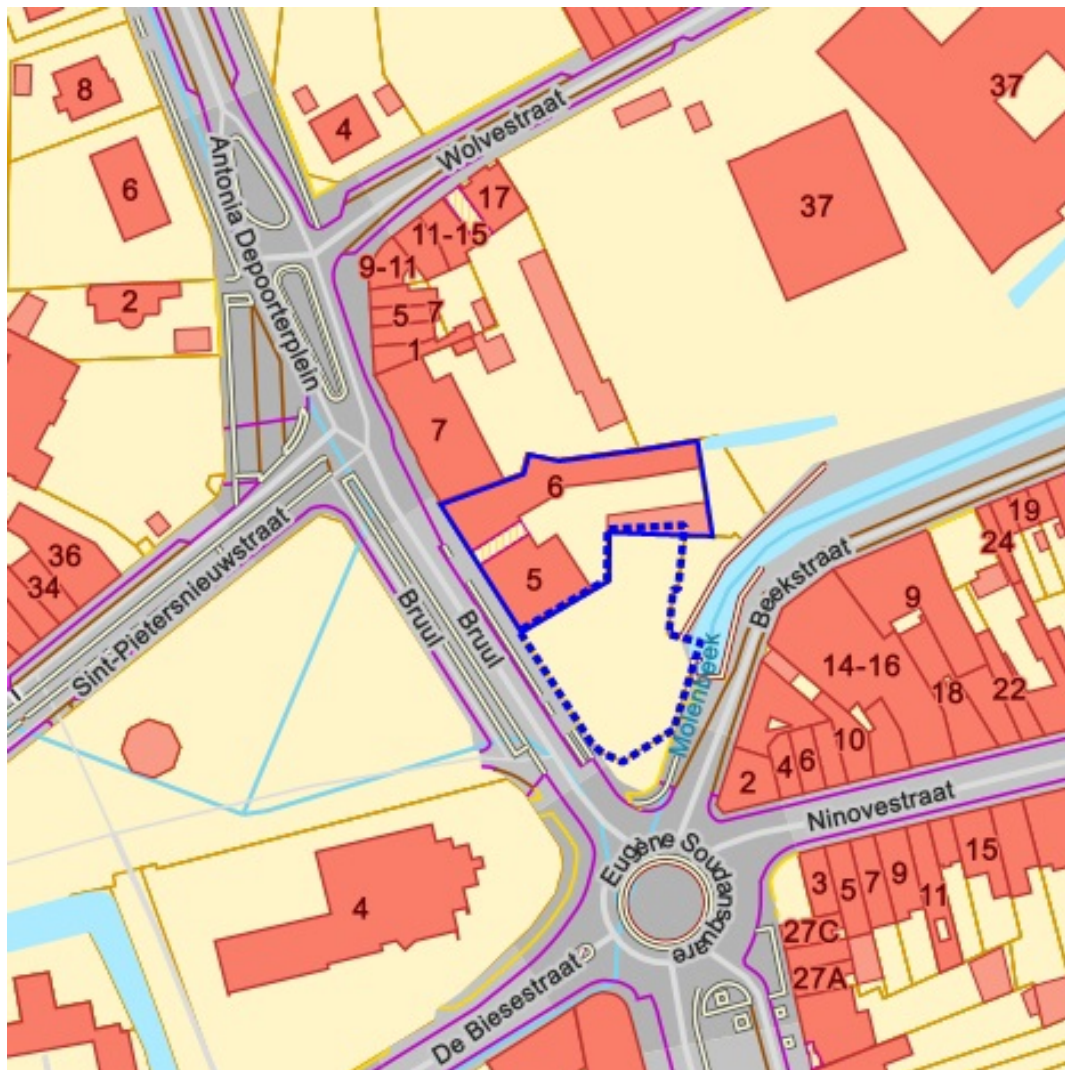 8
4
37
Wolvestraat
6
Antonia Depoorterplein
17
37
11-15
9-11
2
5
7
1
7
6
19
36
24
34
5
Beekstraat
9
Sint-Pietersnieuwstraat
Bruul
Bruul
14-16
Molenbeek
18
22
10
6
4
2
Ninovestraat
15
Eugène Soudansquare
3
5
7
9
11
4
27C
De Biesestraat
27A